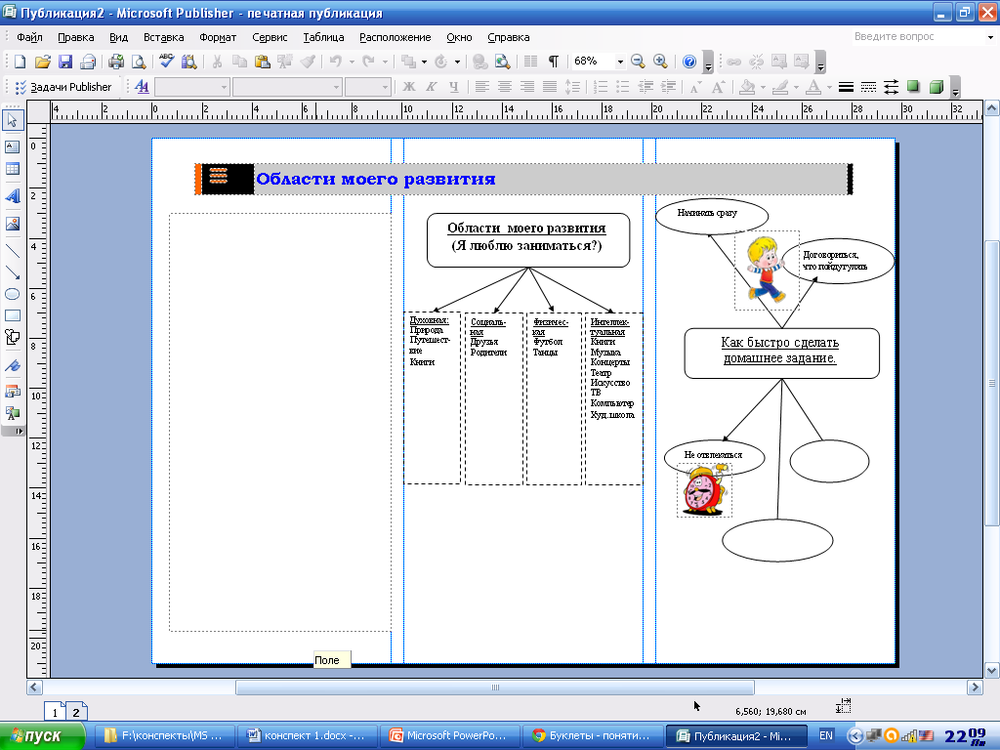 Публикация2 - Microsoft Publisher - печатная публикация
Файл Правка Вид Вставка Формат Сервис Таблица Расположение Окно Справка Введите вопрос
68%
Задачи Publisher Ж К Ч
4 2 0 2 4 6 8 10 12 14 16 18 20 22 24 26 28 30 32
0
2
4
6
8
10
12
14
16
18
20
Области моего развития
Области моего развития
(Я люблю заниматься?)
Духовная:
Природа
Путешест-
вие
Книги
Социаль-
ная
Друзья
Родители
Физичес-
кая
Футбол
Танцы
Интеллек-
туальная
Книги
Музыка
Концерты
Театр
Искусство
ТВ
Компьютер
Худ.школа
Начинать сразу
Договориться,
что пойдугулять
Как быстро сделать
домашнее задание.
Не отвлекаться
Поле
1 2
6,560; 19,680 см
пуск
F:\конспекты\MS ...
конспект 1.docx -...
Microsoft PowerPo...
Буклеты - поняти...
Публикация2 - Mi...
EN
22 09
Пн